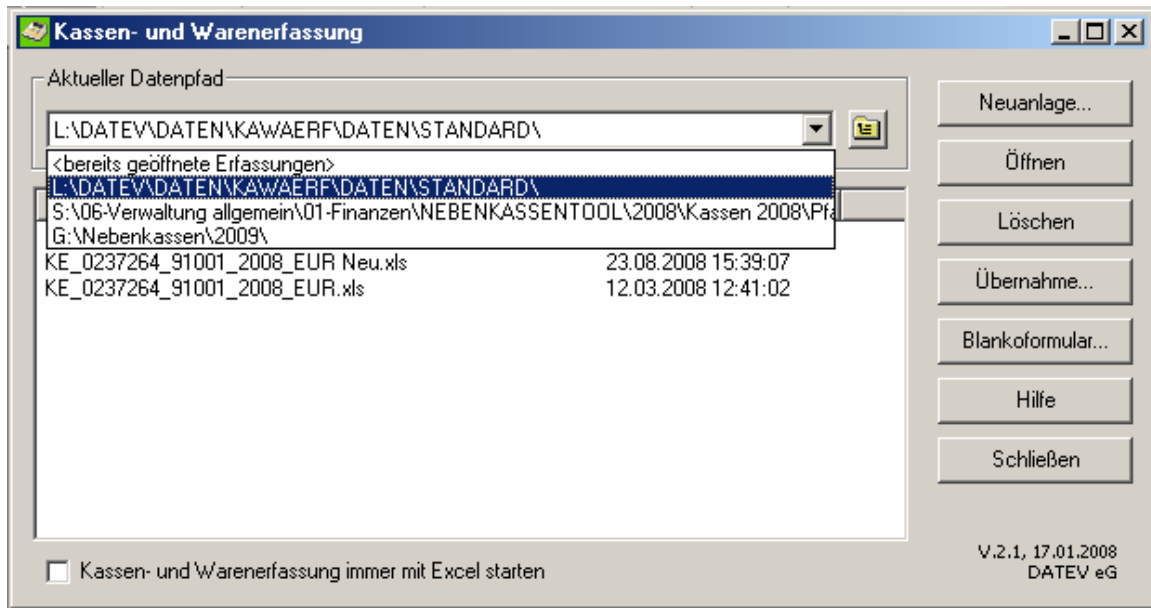 Kassen- und Warenerfassung
Aktueller Datenpfad
L:\DATEV\DATEN\KAWAERF\DATEN\STANDARD\
<bereits geöffnete Erfassungen>
L:\DATEV\DATEN\KAWAERF\DATEN\STANDARD\
S:\06-Verwaltung allgemein\01-Finanzen\NEBENKASSENTOOL\2008\Kassen 2008\Pfa
G:\Nebenkassen\2009\
KE_0237264_91001_2008_EUR Neu.xls 23.08.2008 15:39:07
KE_0237264_91001_2008_EUR.xls 12.03.2008 12:41:02
Kassen- und Warenerfassung immer mit Excel starten
Neuanlage...
Öffnen
Löschen
Übernahme...
Blankoformular...
Hilfe
Schließen
V.2.1, 17.01.2008
DATEV eG